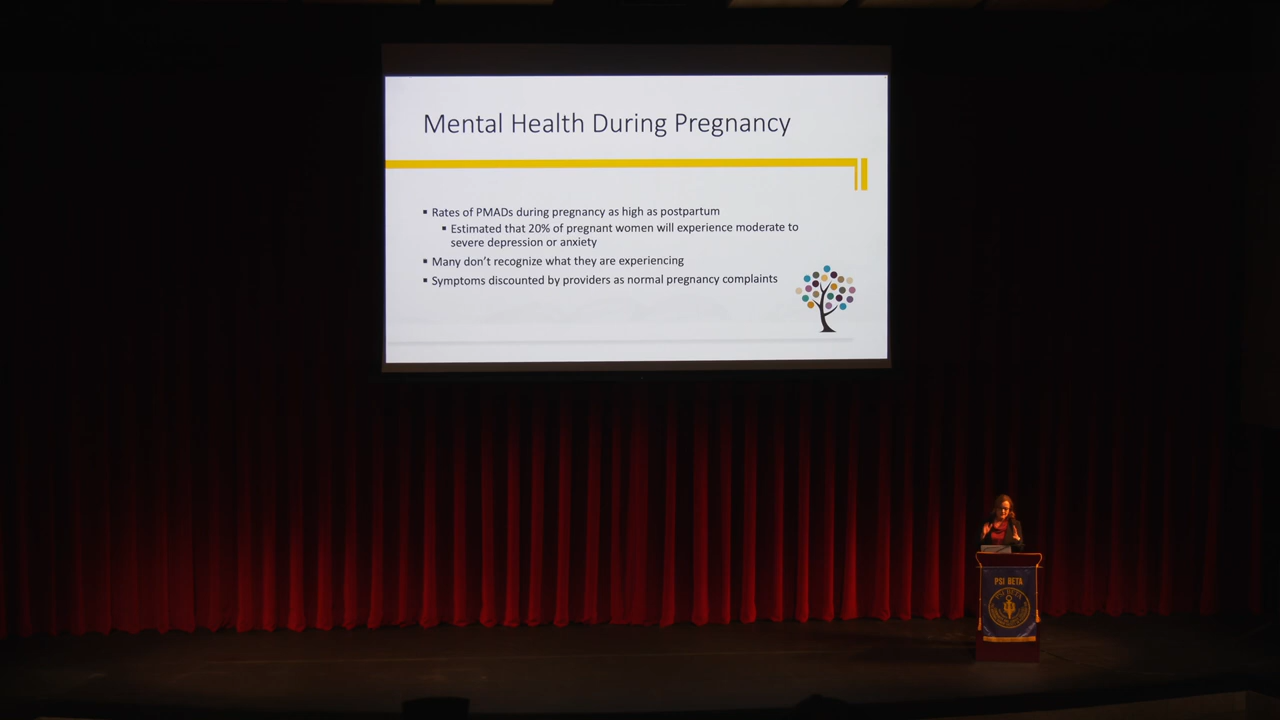 Mental Health During Pregnancy
▪ Rates of PMADs during pregnancy as high as postpartum
▪ Estimated that 20% of pregnant women will experience moderate to
severe depression or anxiety
▪ Many don't recognize what they are experiencing
▪ Symptoms discounted by providers as normal pregnancy complaints
PSI BETA
PSI BETA